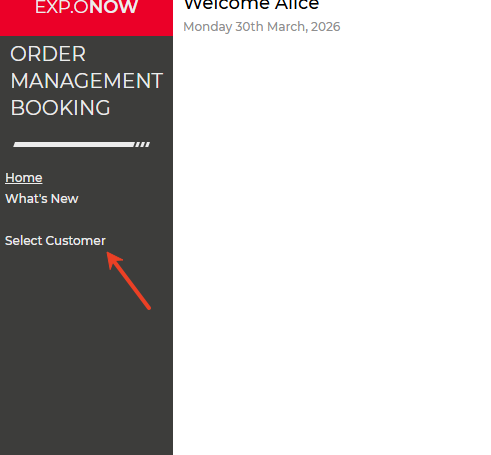 EXP.ONOW
Welcome Alice
Monday 30th March, 2026
ORDER
MANAGEMENT
BOOKING
Home
What's New
Select Customer